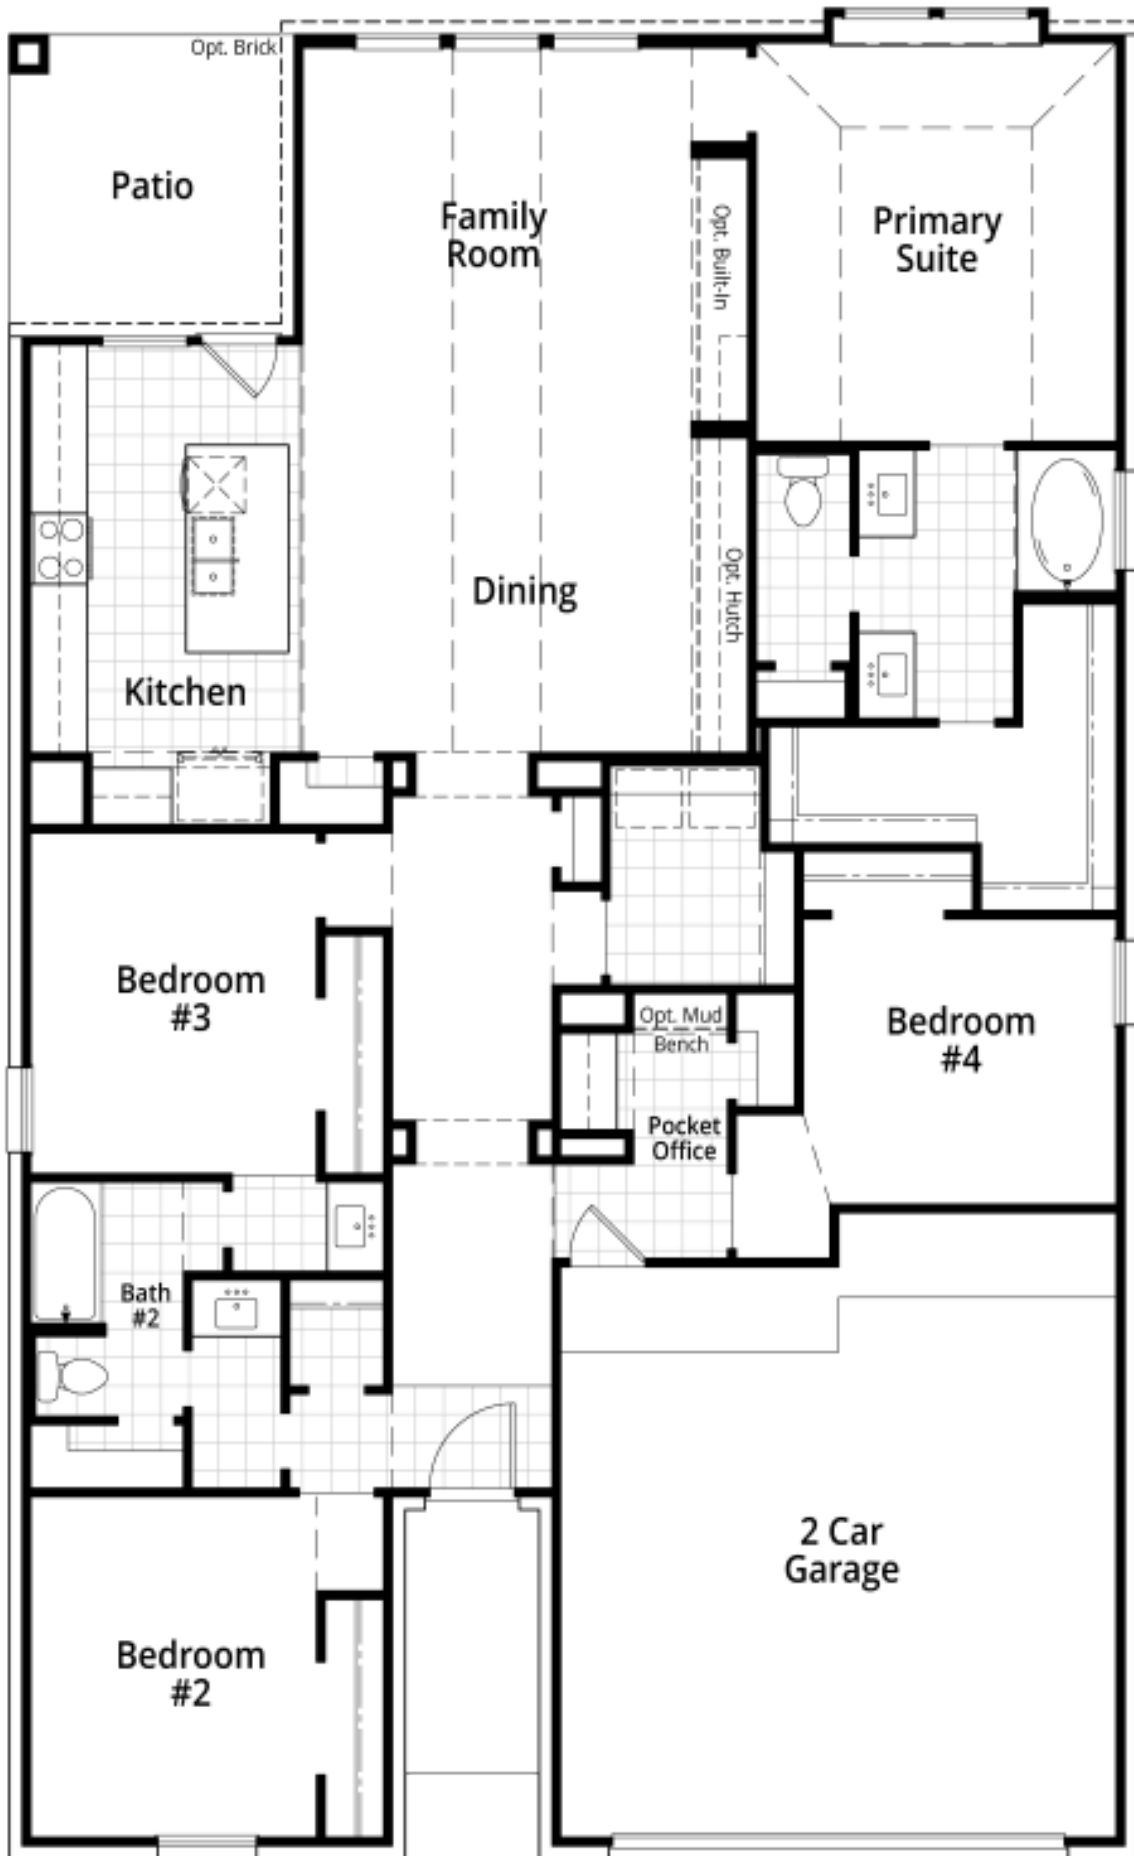 Opt. Brick
Patio
Family
Room
Opt. Built-In
Primary
Suite
Dining
Opt. Hutch
Kitchen
Bedroom
#3
Opt. Mud
Bench
Bedroom
#4
Pocket
Office
Bath
#2
2 Car
Garage
Bedroom
#2